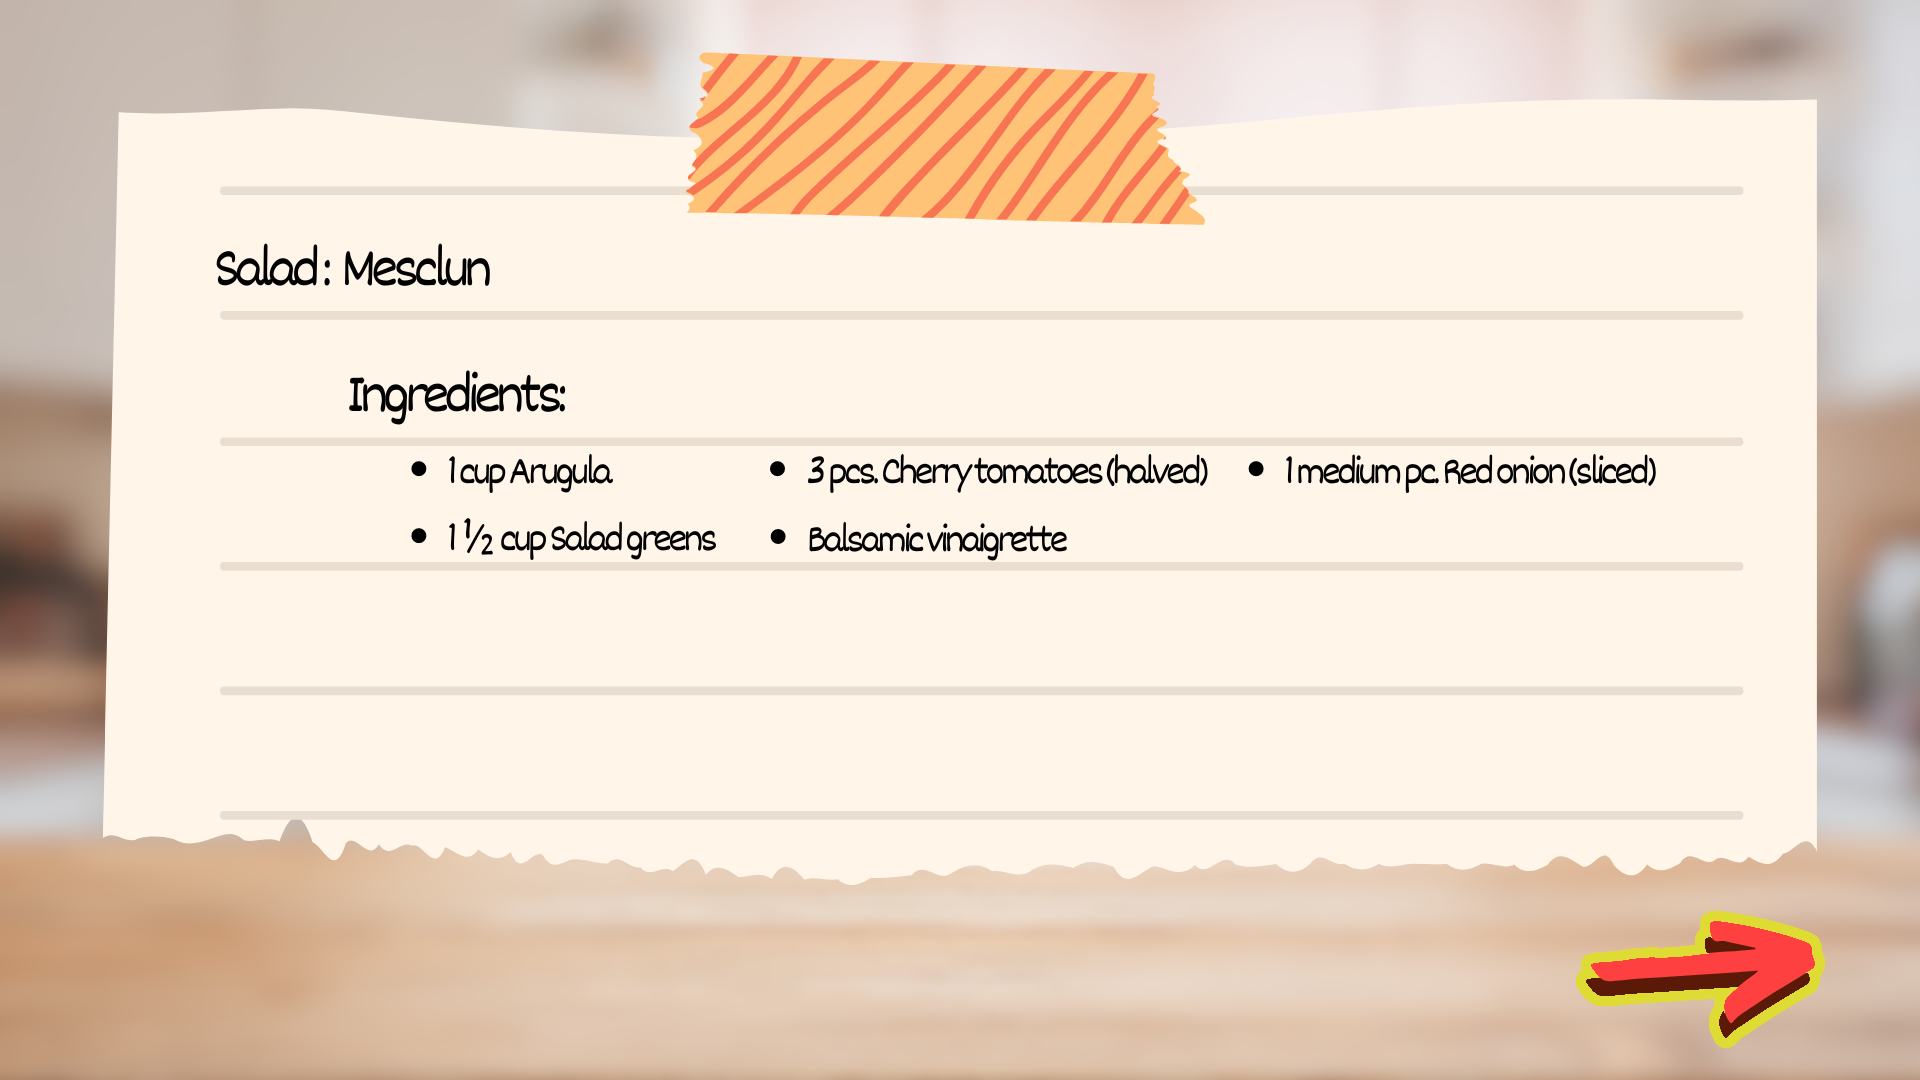 Salad : Mesclun
Ingredients:
• 1 cup Arugula
• 1 ½ cup Salad greens
• 3 pcs. Cherry tomatoes (halved)
• Balsamic vinaigrette
• 1 medium pc. Red onion (sliced)